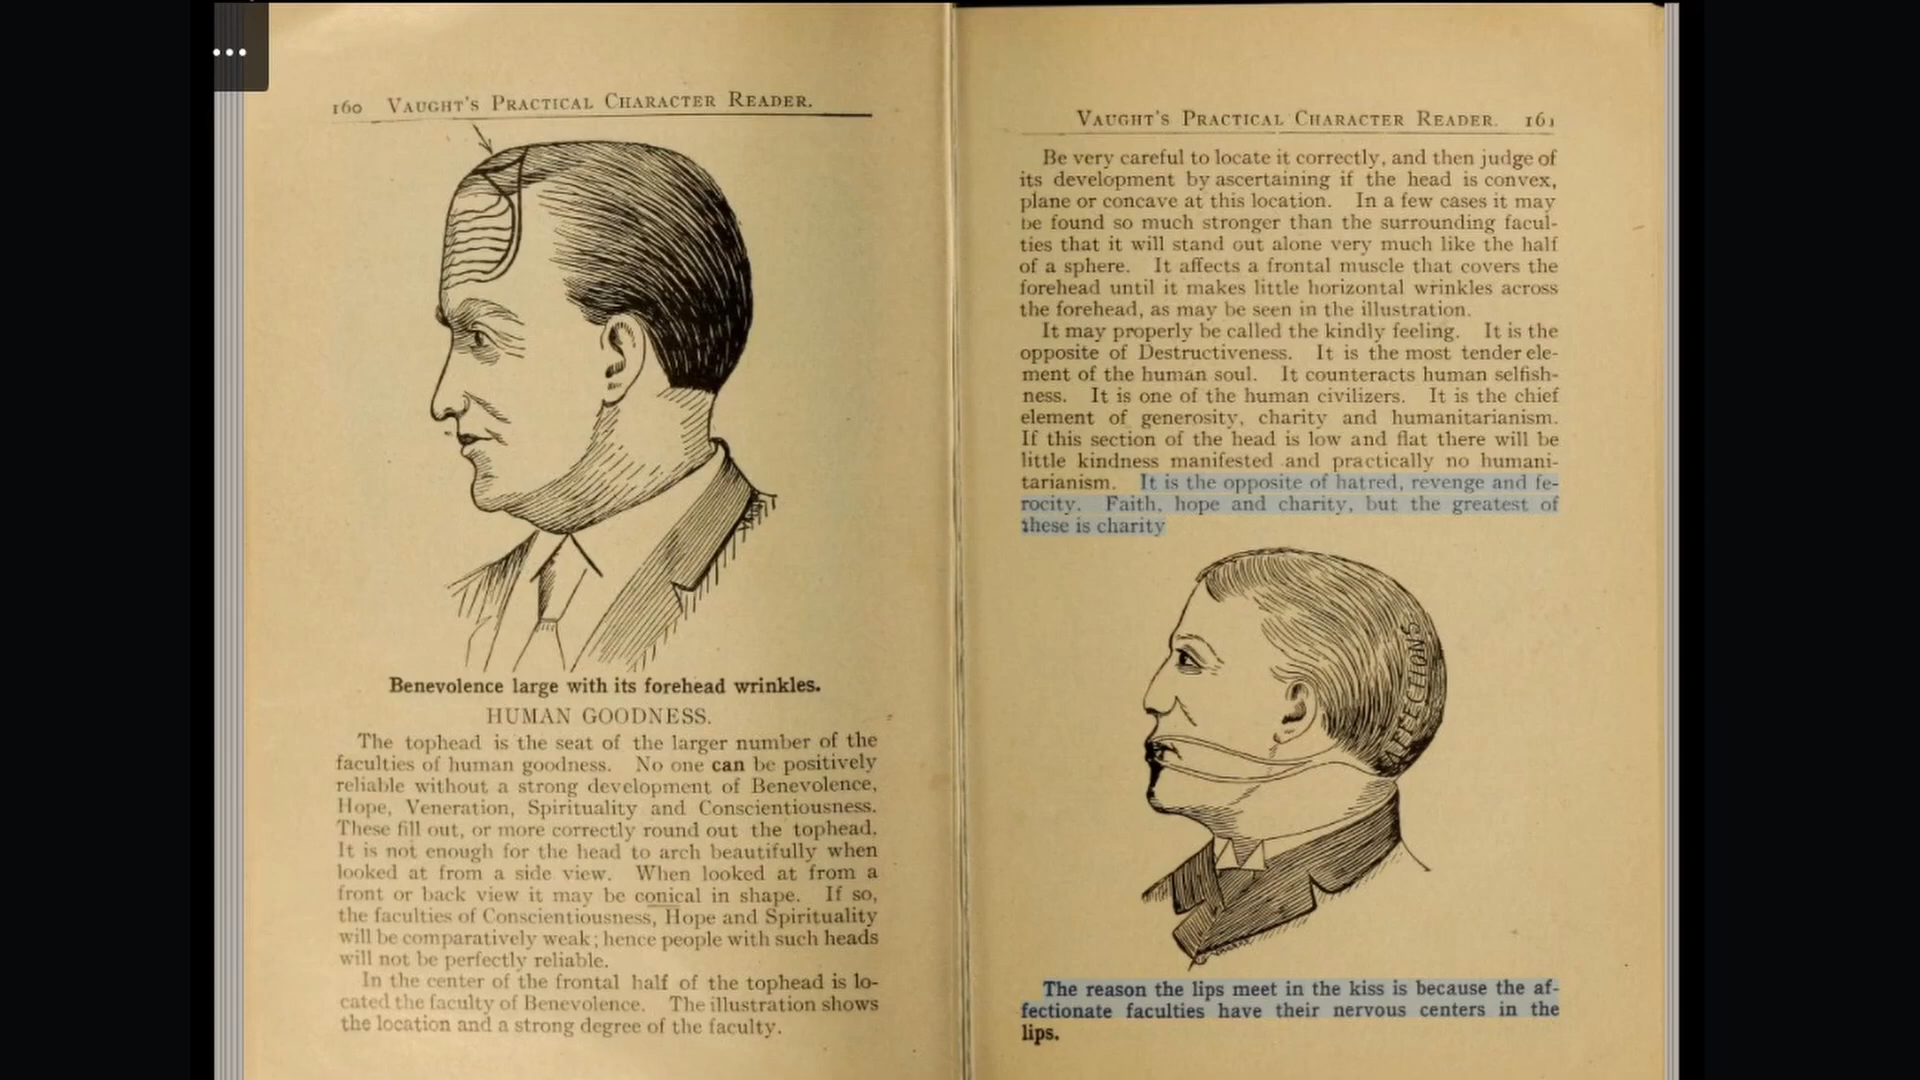 160 VAUGHT'S PRACTICAL CHARACTER READER.
Benevolence large with its forehead wrinkles.
HUMAN GOODNESS.
The tophead is the seat of the larger number of the
faculties of human goodness. No one can be positively
reliable without a strong development of Benevolence,
Hope, Veneration, Spirituality and Conscientiousness.
These fill out, or more correctly round out the tophead.
It is not enough for the head to arch beautifully when
looked at from a side view. When looked at from a
front or back view it may be conical in shape. If so,
the faculties of Conscientiousness, Hope and Spirituality
will be comparatively weak; hence people with such heads
will not be perfectly reliable.
In the center of the frontal half of the tophead is lo-
cated the faculty of Benevolence. The illustration shows
the location and a strong degree of the faculty.
VAUGHT'S PRACTICAL CHARACTER READER. 161
Be very careful to locate it correctly, and then judge of
its development by ascertaining if the head is convex,
plane or concave at this location. In a few cases it may
be found so much stronger than the surrounding facul-
ties that it will stand out alone very much like the half
of a sphere. It affects a frontal muscle that covers the
forehead until it makes little horizontal wrinkles across
the forehead, as may be seen in the illustration.
It may properly be called the kindly feeling. It is the
opposite of Destructiveness. It is the most tender ele-
ment of the human soul. It counteracts human selfish-
ness. It is one of the human civilizers. It is the chief
element of generosity, charity and humanitarianism.
If this section of the head is low and flat there will be
little kindness manifested and practically no humani-
tarianism. It is the opposite of hatred, revenge and fe-
rocity. Faith, hope and charity, but the greatest of
these is charity
AFFECTIONS
The reason the lips meet in the kiss is because the af-
fectionate faculties have their nervous centers in the
lips.